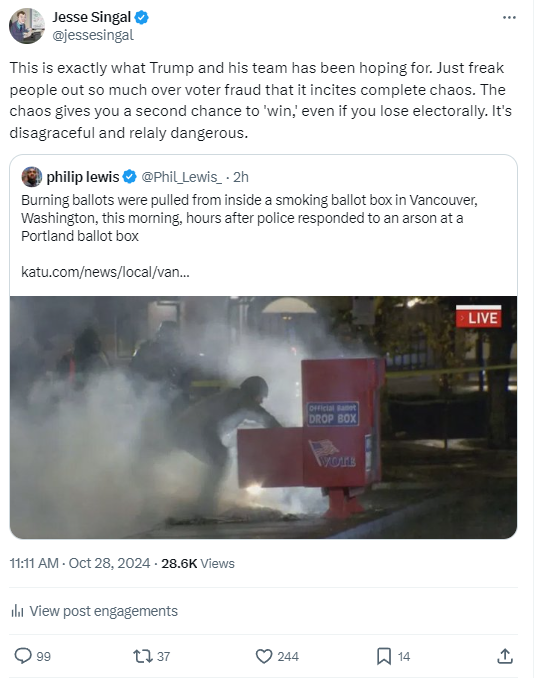 Jesse Singal
@jessesingal
This is exactly what Trump and his team has been hoping for. Just freak
people out so much over voter fraud that it incites complete chaos. The
chaos gives you a second chance to 'win,' even if you lose electorally. It's
disagraceful and relaly dangerous.
philip lewis @Phil_Lewis_ · 2h
Burning ballots were pulled from inside a smoking ballot box in Vancouver,
Washington, this morning, hours after police responded to an arson at a
Portland ballot box
katu.com/news/local/van...
LIVE
Official Ballot
DROP BOX
VOTE
11:11 AM · Oct 28, 2024 · 28.6K Views
View post engagements
99 37 244 14